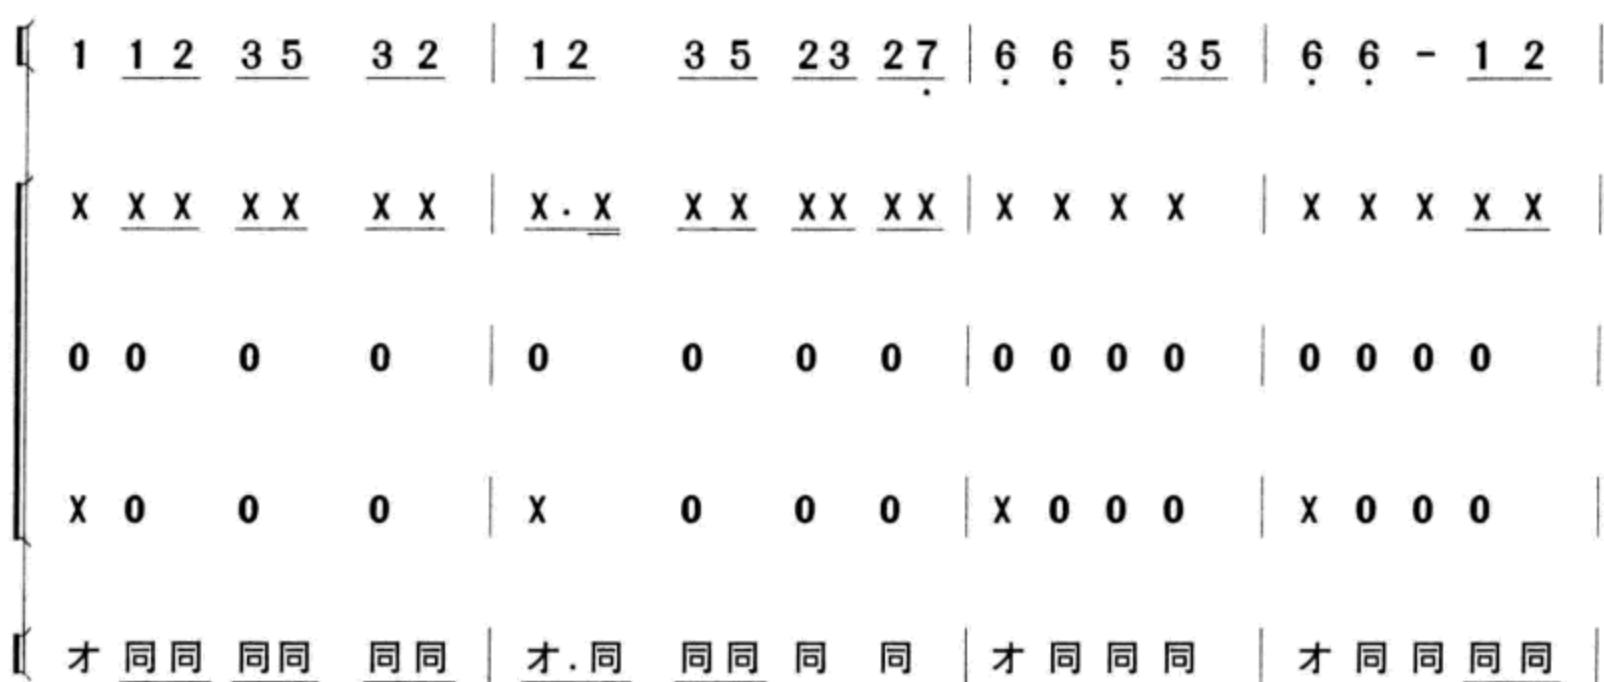 1 1 2 3 5 3 2 | 1 2 3 5 2 3 2 7̣ | 6̣ 6̣ 5̣ 3 5 | 6̣ 6̣ - 1 2 |
X X X X X X X | X . X X X X X X X | X X X X | X X X X X |
0 0 0 0 | 0 0 0 0 | 0 0 0 0 | 0 0 0 0 |
X 0 0 0 | X 0 0 0 | X 0 0 0 | X 0 0 0 |
才 同同 同同 同同 | 才.同 同同 同 同 | 才 同 同 同 | 才 同 同 同同 |